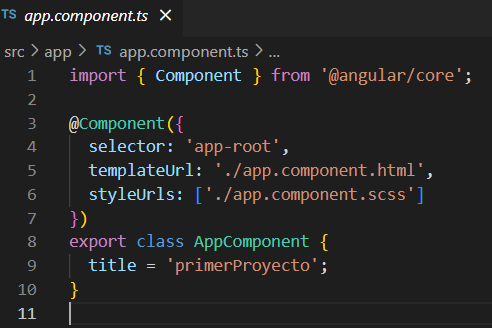 TS app.component.ts ×
src > app > TS app.component.ts > ...
1 import { Component } from '@angular/core';
2
3 @Component({
4   selector: 'app-root',
5   templateUrl: './app.component.html',
6   styleUrls: ['./app.component.scss']
7 })
8 export class AppComponent {
9   title = 'primerProyecto';
10 }
11